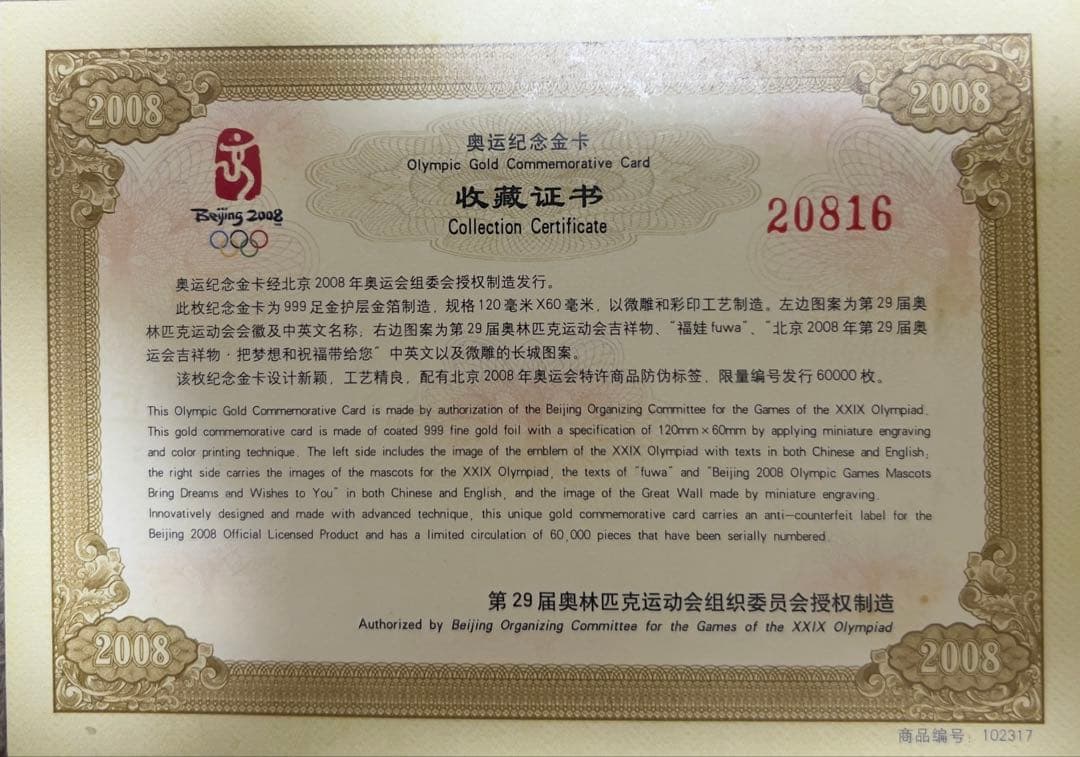 2008
2008
Beijing 2008
奥运纪念金卡
Olympic Gold Commemorative Card
收藏证书
Collection Certificate
20816
奥运纪念金卡经北京2008年奥运会组委会授权制造发行。
此枚纪念金卡为999足金护层金箔制造，规格120毫米X60毫米，以微雕和彩印工艺制造。左边图案为第29届奥
林匹克运动会会徽及中英文名称；右边图案为第29届奥林匹克运动会吉祥物、“福娃fuwa”、“北京2008年第29届奥
运会吉祥物·把梦想和祝福带给您”中英文以及微雕的长城图案。
该枚纪念金卡设计新颖，工艺精良，配有北京2008年奥运会特许商品防伪标签，限量编号发行60000枚。
This Olympic Gold Commemorative Card is made by authorization of the Beijing Organizing Committee for the Games of the XXIX Olympiad.
This gold commemorative card is made of coated 999 fine gold foil with a specification of 120mm×60mm by applying miniature engraving
and color printing technique. The left side includes the image of the emblem of the XXIX Olympiad with texts in both Chinese and English;
the right side carries the images of the mascots for the XXIX Olympiad, the texts of "fuwa" and "Beijing 2008 Olympic Games Mascots
Bring Dreams and Wishes to You" in both Chinese and English, and the image of the Great Wall made by miniature engraving.
Innovatively designed and made with advanced technique, this unique gold commemorative card carries an anti-counterfeit label for the
Beijing 2008 Official Licensed Product and has a limited circulation of 60,000 pieces that have been serially numbered.
第29届奥林匹克运动会组织委员会授权制造
Authorized by Beijing Organizing Committee for the Games of the XXIX Olympiad
2008
2008
商品编号：102317